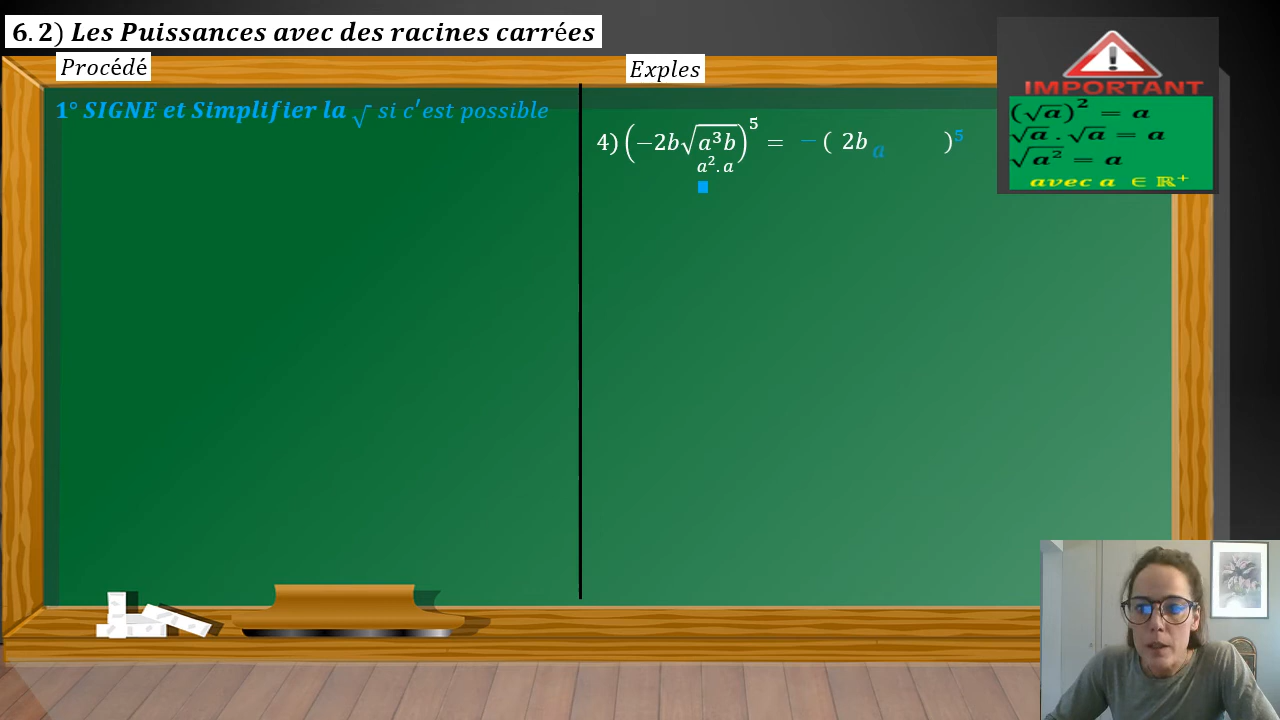 6.2) Les Puissances avec des racines carrées
Procédé
Exples
1° SIGNE et Simplifier la √ si c'est possible
4) (−2b√(a³b))⁵ = − ( 2b a )⁵
a².a
IMPORTANT
(√a)² = a
√a . √a = a
√a² = a
avec a ∈ ℝ⁺